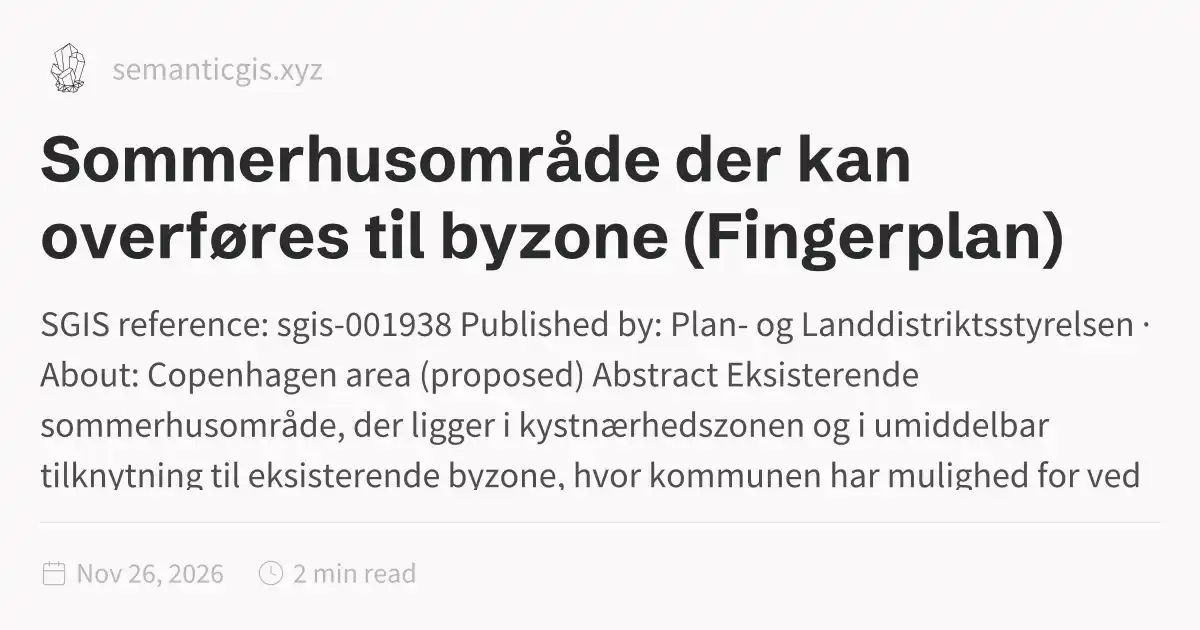 semanticgis.xyz
Sommerhusområde der kan
overføres til byzone (Fingerplan)
SGIS reference: sgis-001938 Published by: Plan- og Landdistriktsstyrelsen ·
About: Copenhagen area (proposed) Abstract Eksisterende
sommerhusområde, der ligger i kystnærhedszonen og i umiddelbar
tilknytning til eksisterende byzone, hvor kommunen har mulighed for ved
Nov 26, 2026 2 min read